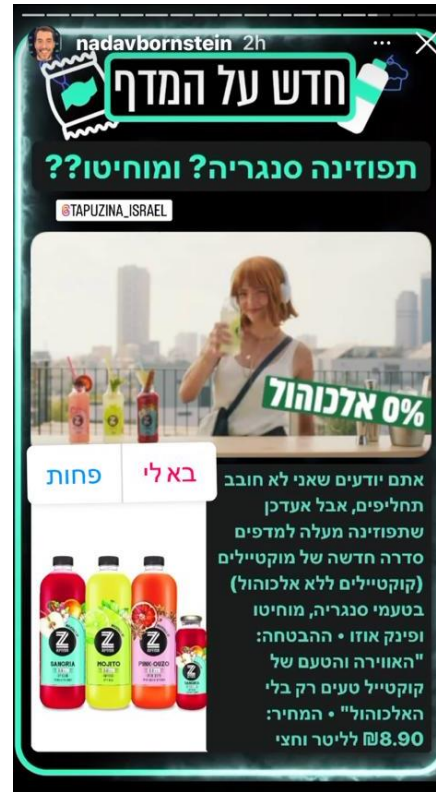 nadavbornstein 2h
חדש על המדף
תפוזינה סנגריה? ומוחיטו??
@TAPUZINA_ISRAEL
0% אלכוהול
בא לי
פחות
אתם יודעים שאני לא חובב
תחליפים, אבל אעדכן
שתפוזינה מעלה למדפים
סדרה חדשה של מוקטיילים
(קוקטיילים ללא אלכוהול)
בטעמי סנגריה, מוחיטו
ופינק אוזו • ההבטחה:
"האווירה והטעם של
קוקטייל טעים רק בלי
האלכוהול" • המחיר:
8.90₪ לליטר וחצי
Z
SANGRIA
Z
MOJITO
Z
PINK OUZO
Z